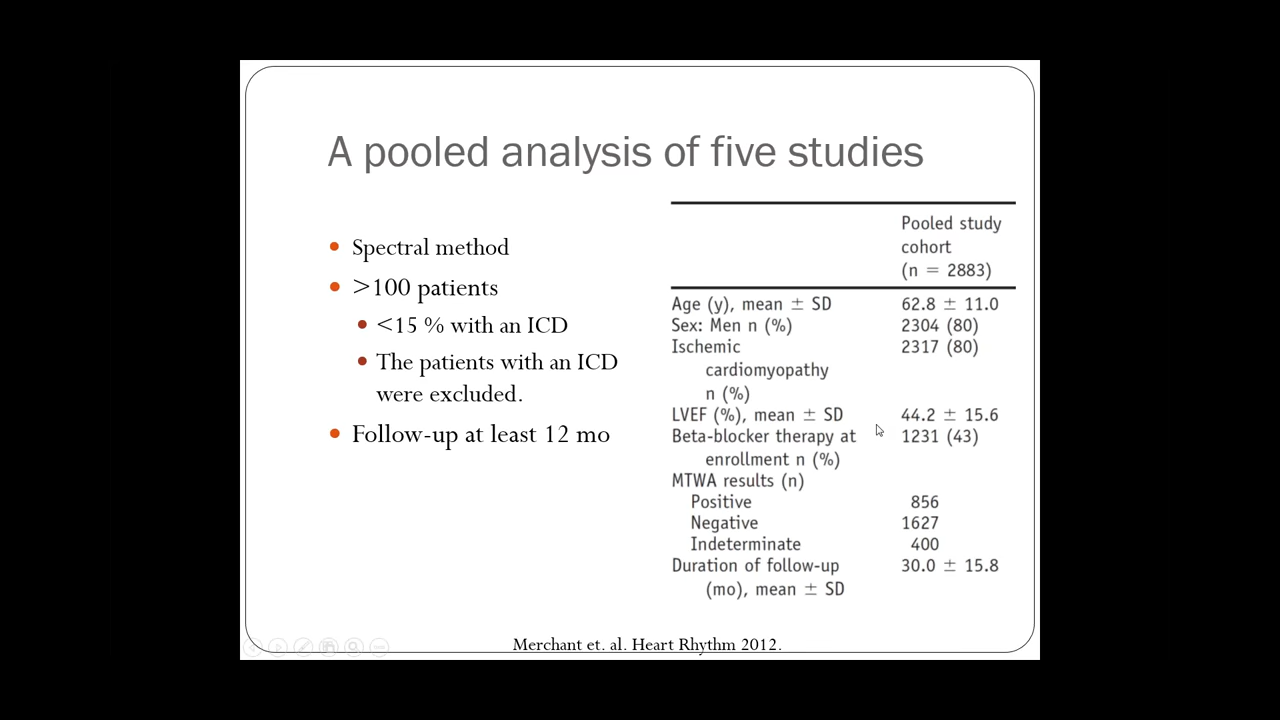 A pooled analysis of five studies
Spectral method
>100 patients
<15 % with an ICD
The patients with an ICD
were excluded.
Follow-up at least 12 mo
Pooled study
cohort
(n = 2883)
Age (y), mean ± SD 62.8 ± 11.0
Sex: Men n (%) 2304 (80)
Ischemic 2317 (80)
cardiomyopathy
n (%)
LVEF (%), mean ± SD 44.2 ± 15.6
Beta-blocker therapy at 1231 (43)
enrollment n (%)
MTWA results (n)
Positive 856
Negative 1627
Indeterminate 400
Duration of follow-up 30.0 ± 15.8
(mo), mean ± SD
Merchant et. al. Heart Rhythm 2012.